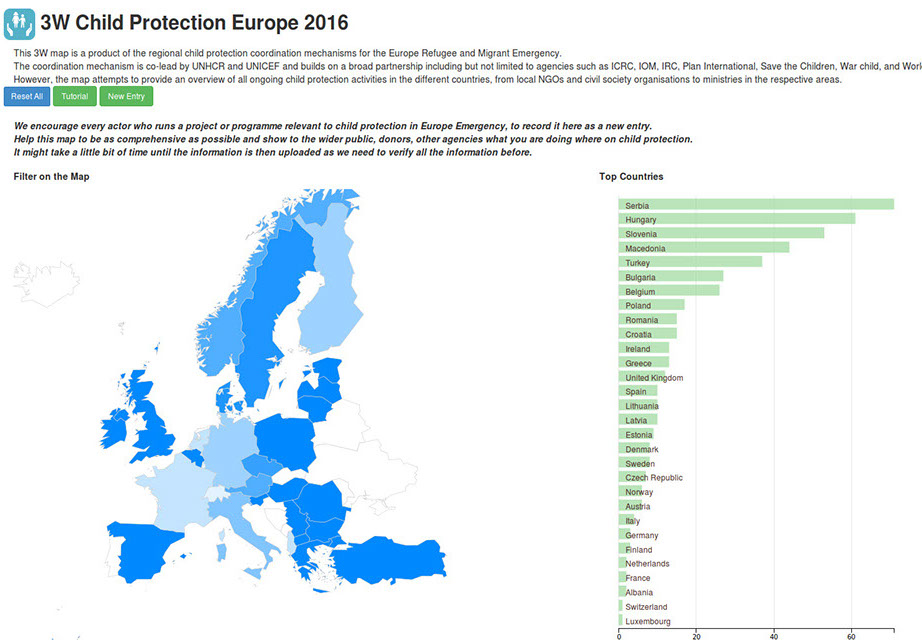 3W Child Protection Europe 2016
This 3W map is a product of the regional child protection coordination mechanisms for the Europe Refugee and Migrant Emergency.
The coordination mechanism is co-lead by UNHCR and UNICEF and builds on a broad partnership including but not limited to agencies such as ICRC, IOM, IRC, Plan International, Save the Children, War child, and Worl
However, the map attempts to provide an overview of all ongoing child protection activities in the different countries, from local NGOs and civil society organisations to ministries in the respective areas.
Reset All Tutorial New Entry
We encourage every actor who runs a project or programme relevant to child protection in Europe Emergency, to record it here as a new entry.
Help this map to be as comprehensive as possible and show to the wider public, donors, other agencies what you are doing where on child protection.
It might take a little bit of time until the information is then uploaded as we need to verify all the information before.
Filter on the Map
Top Countries
Serbia
Hungary
Slovenia
Macedonia
Turkey
Bulgaria
Belgium
Poland
Romania
Croatia
Ireland
Greece
United Kingdom
Spain
Lithuania
Latvia
Estonia
Denmark
Sweden
Czech Republic
Norway
Austria
Italy
Germany
Finland
Netherlands
France
Albania
Switzerland
Luxembourg
0 20 40 60